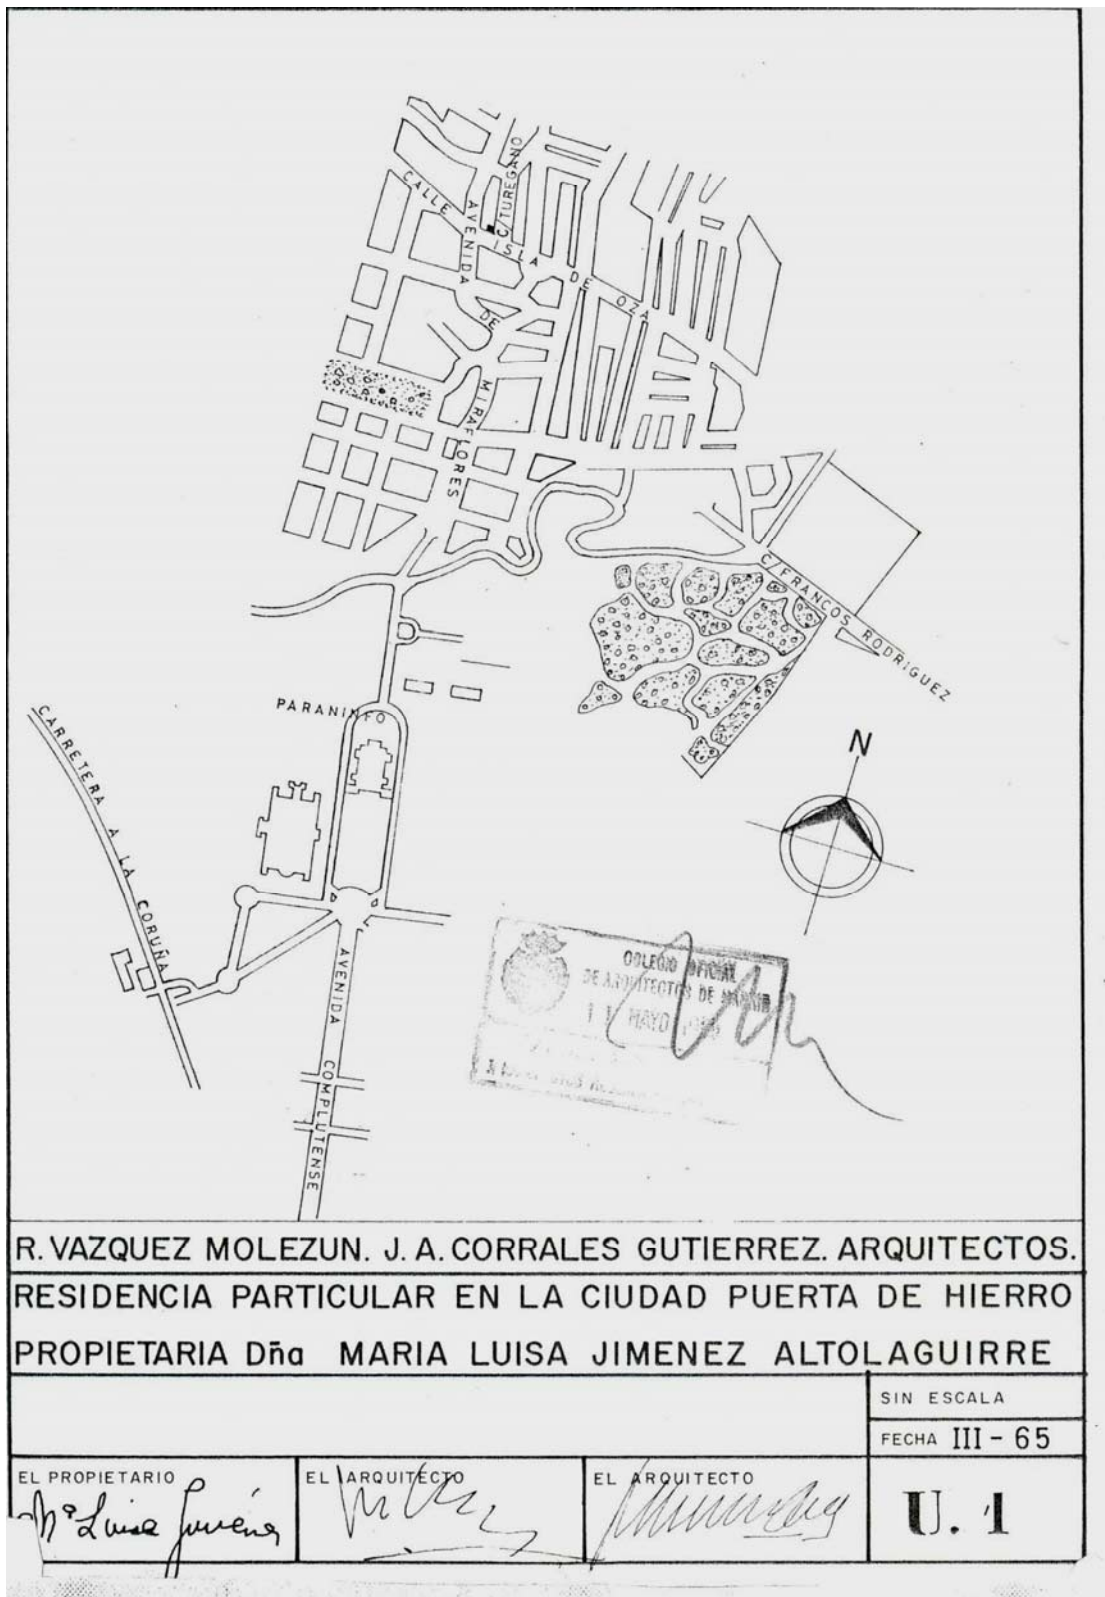 C/TUREGANO
CALLE
ISLA DE OZA
AVENIDA DE MIRAFLORES
C/FRANCOS RODRIGUEZ
PARANINFO
N
CARRETERA A LA CORUÑA
AVENIDA COMPLUTENSE
COLEGIO OFICIAL
DE ARQUITECTOS DE MADRID
MAYO
R. VAZQUEZ MOLEZUN. J. A. CORRALES GUTIERREZ. ARQUITECTOS.
RESIDENCIA PARTICULAR EN LA CIUDAD PUERTA DE HIERRO
PROPIETARIA Dña MARIA LUISA JIMENEZ ALTOLAGUIRRE
SIN ESCALA
FECHA III - 65
EL PROPIETARIO
Mª Luisa Jiménez
EL ARQUITECTO
EL ARQUITECTO
U. 1